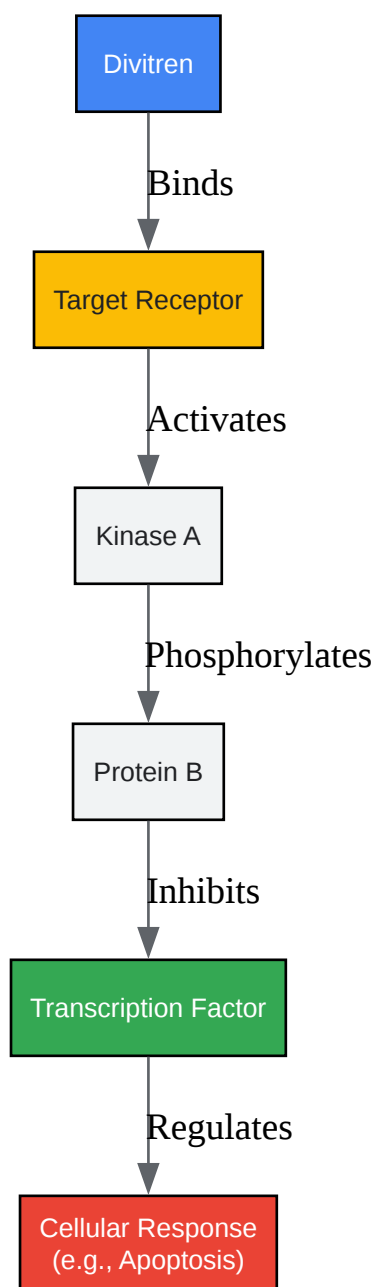 Divitren
Binds
Target Receptor
Activates
Kinase A
Phosphorylates
Protein B
Inhibits
Transcription Factor
Regulates
Cellular Response
(e.g., Apoptosis)